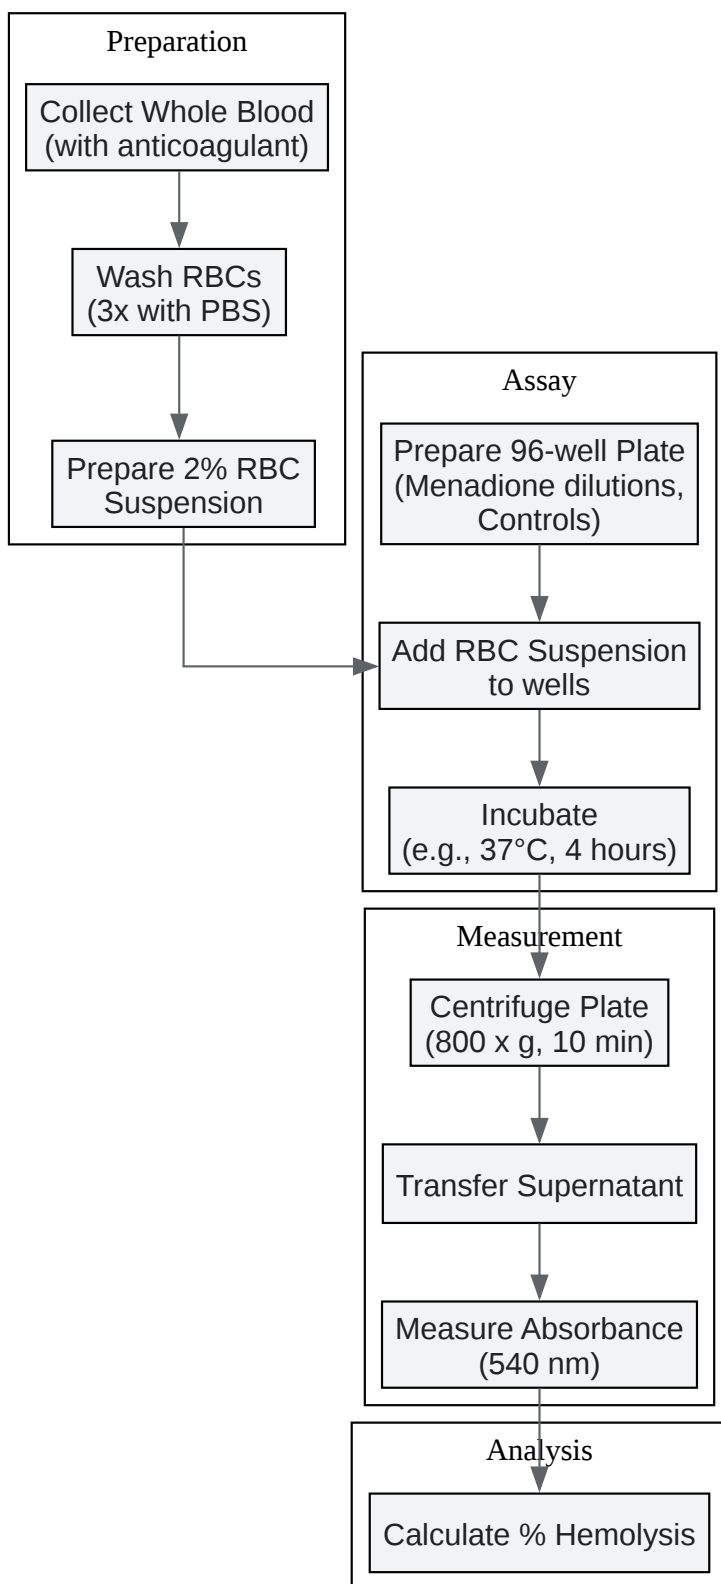 Preparation
Collect Whole Blood
(with anticoagulant)
Wash RBCs
(3x with PBS)
Prepare 2% RBC
Suspension
Assay
Prepare 96-well Plate
(Menadione dilutions,
Controls)
Add RBC Suspension
to wells
Incubate
(e.g., 37°C, 4 hours)
Measurement
Centrifuge Plate
(800 x g, 10 min)
Transfer Supernatant
Measure Absorbance
(540 nm)
Analysis
Calculate % Hemolysis